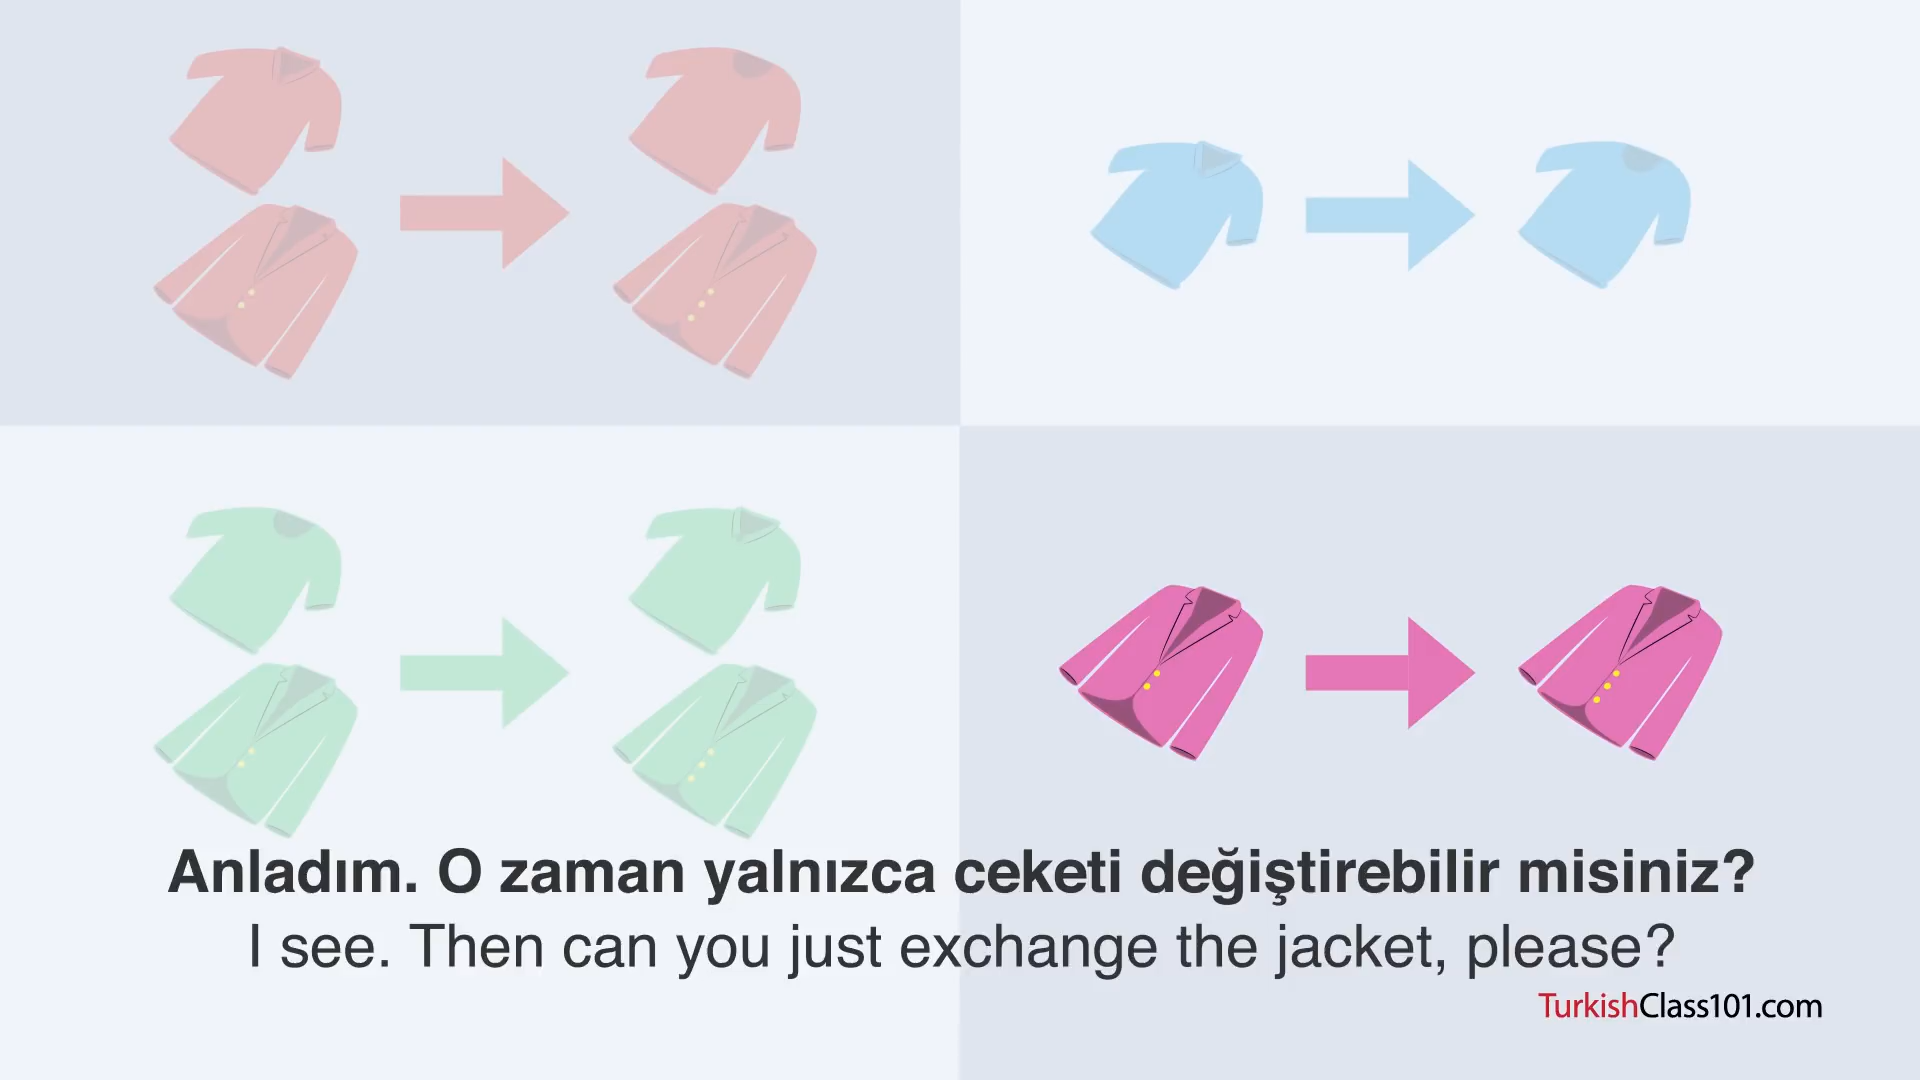 Anladım. O zaman yalnızca ceketi değiştirebilir misiniz?
I see. Then can you just exchange the jacket, please?
TurkishClass101.com